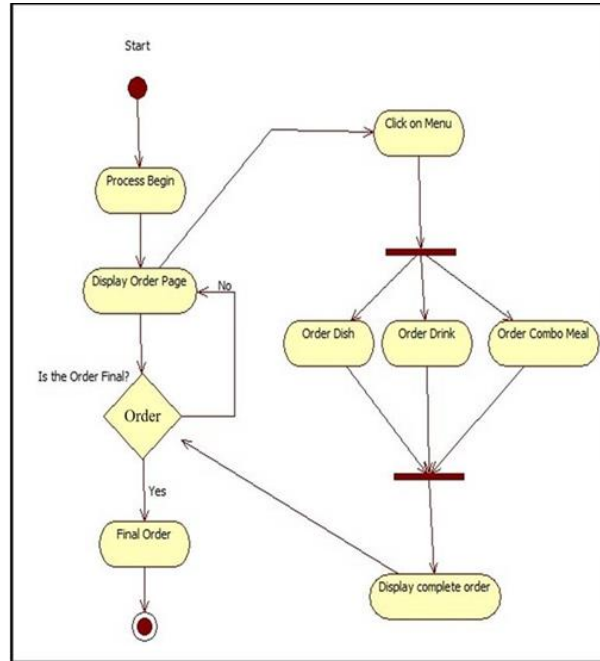 Start
Click on Menu
Process Begin
Display Order Page
No
Order Dish
Order Drink
Order Combo Meal
Is the Order Final?
Order
Yes
Final Order
Display complete order